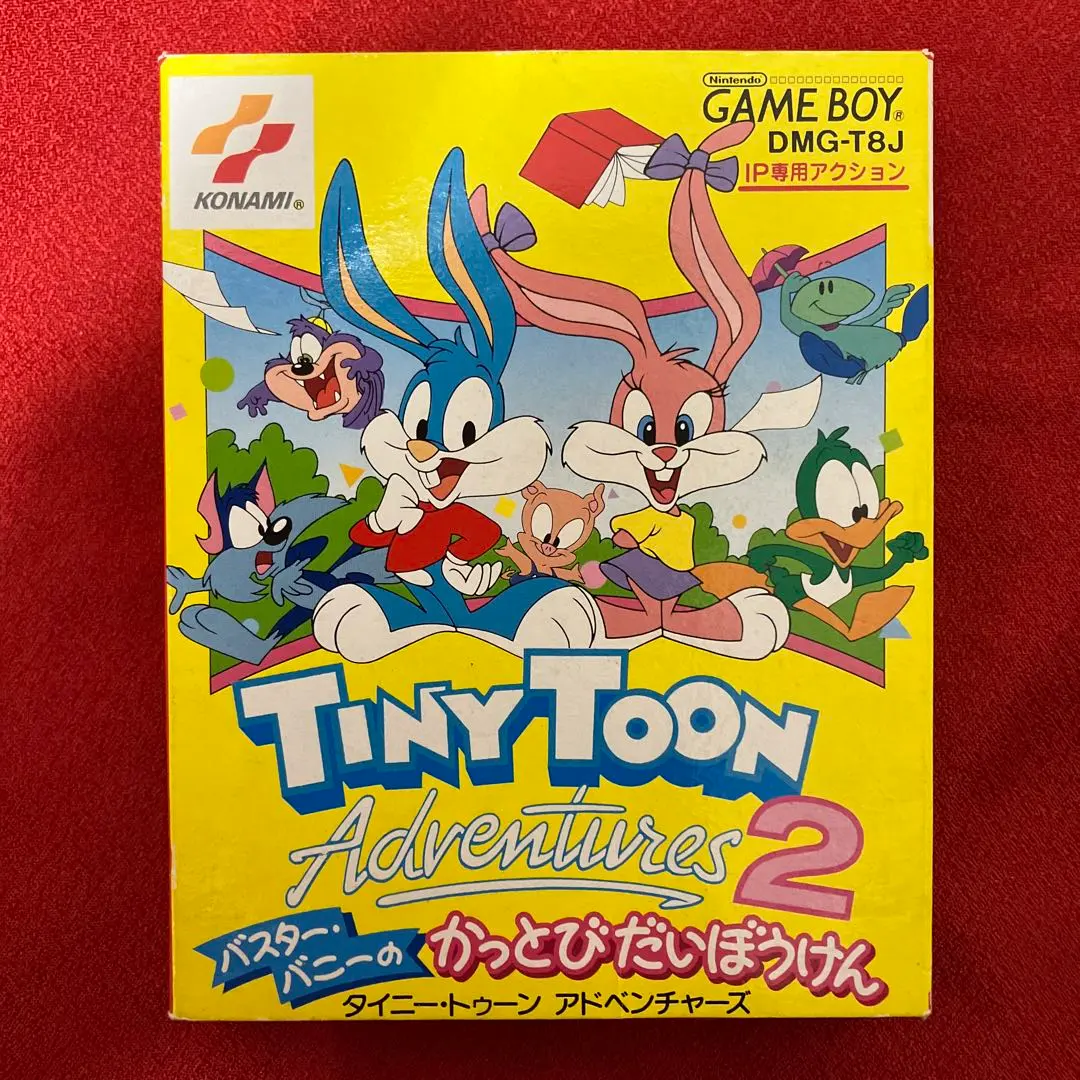 KONAMI®
Nintendo
GAME BOY®
DMG-T8J
IP専用アクション
TINY TOON
Adventures 2
バスター・
バニーの
かっとびだいぼうけん
タイニー・トゥーン アドベンチャーズ